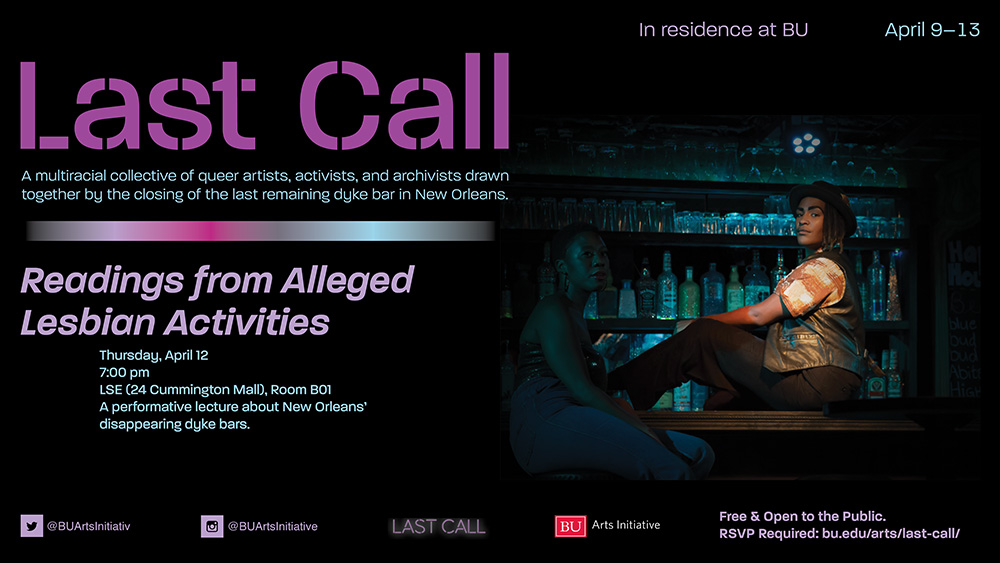 In residence at BU
April 9–13
Last Call
A multiracial collective of queer artists, activists, and archivists drawn
together by the closing of the last remaining dyke bar in New Orleans.
Readings from Alleged
Lesbian Activities
Thursday, April 12
7:00 pm
LSE (24 Cummington Mall), Room B01
A performative lecture about New Orleans’
disappearing dyke bars.
@BUArtsInitiativ
@BUArtsInitiative
LAST CALL
BU Arts Initiative
Free & Open to the Public.
RSVP Required: bu.edu/arts/last-call/